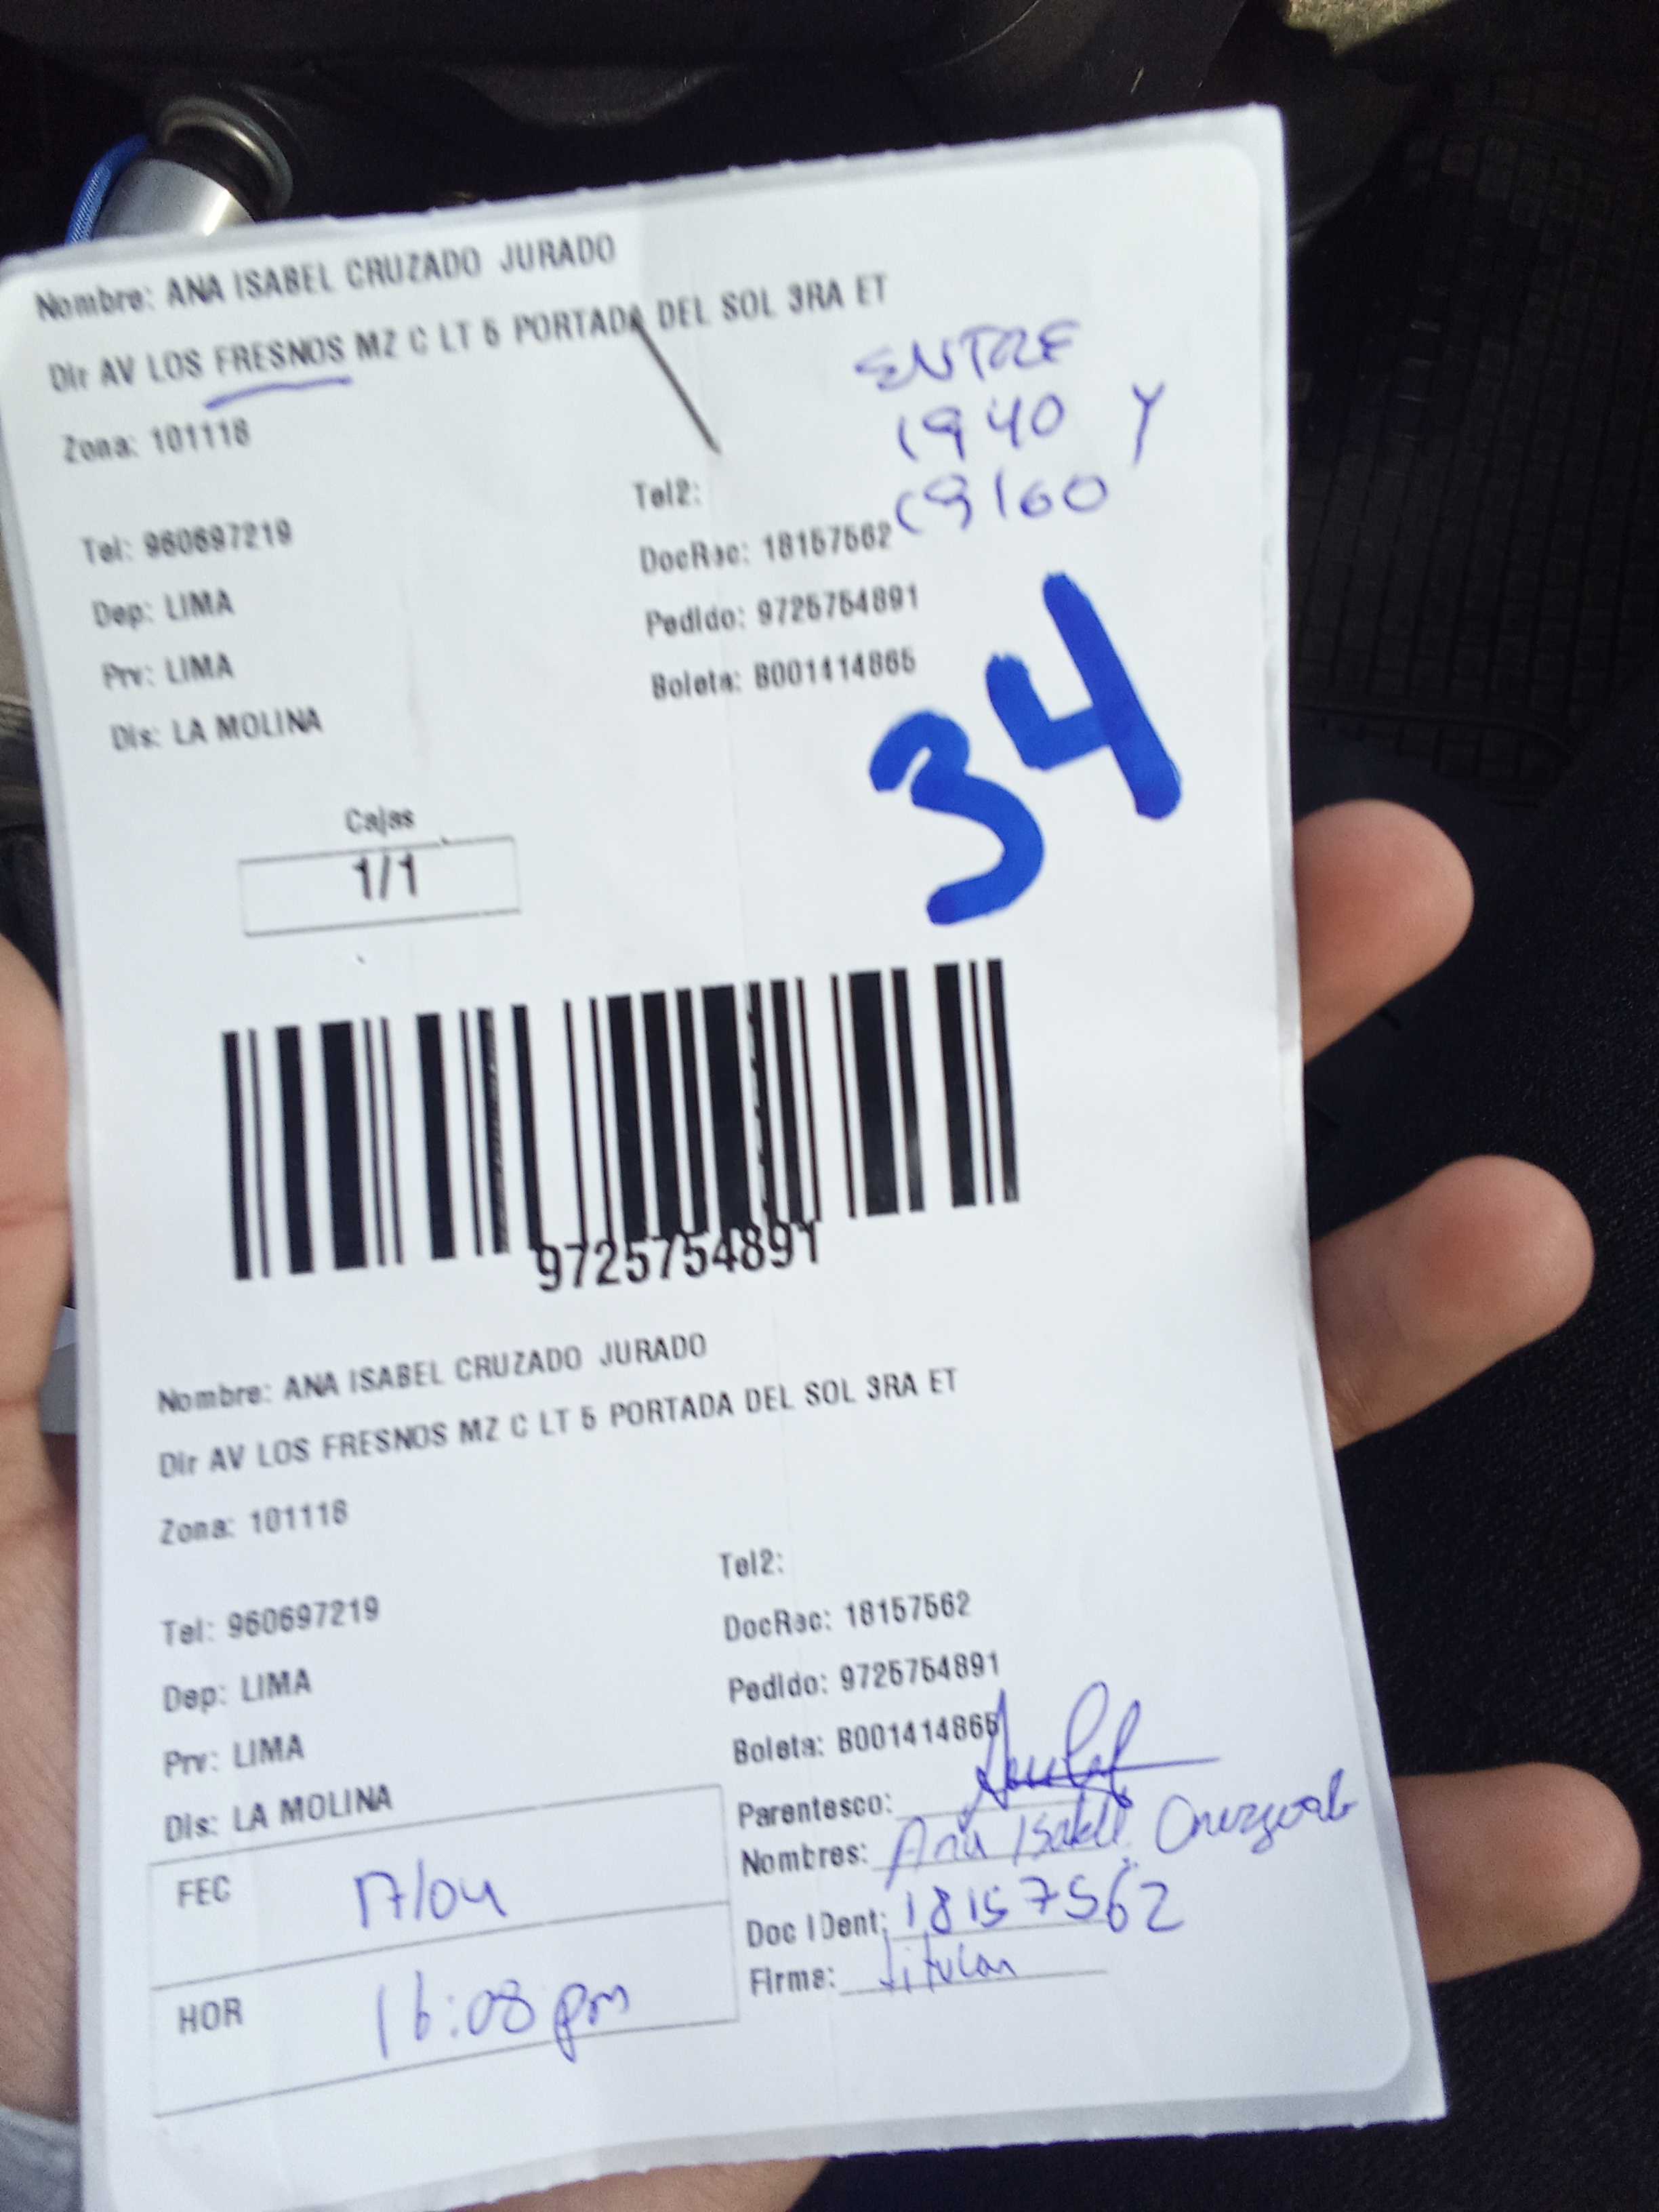 Nombre: ANA ISABEL CRUZADO JURADO
Dir AV LOS FRESNOS MZ C LT 5 PORTADA DEL SOL 3RA ET
ENTRE
1940 Y
19160
Zona: 101118
Tel2:
Tel: 960697219
DocRac: 18157562
Dep: LIMA
Pedido: 9725754891
Prv: LIMA
Boleta: B001414865
Dis: LA MOLINA
34
Cajas
1/1
9725754891
Nombre: ANA ISABEL CRUZADO JURADO
Dir AV LOS FRESNOS MZ C LT 5 PORTADA DEL SOL 3RA ET
Zona: 101118
Tel2:
Tel: 960697219
DocRac: 18157562
Dep: LIMA
Pedido: 9725754891
Prv: LIMA
Boleta: B001414865
Dis: LA MOLINA
Parentesco:
Nombres: Ana Isabel
FEC 17/04
Doc IDent: 18157562
Firma: titular
HOR 16:08 pm